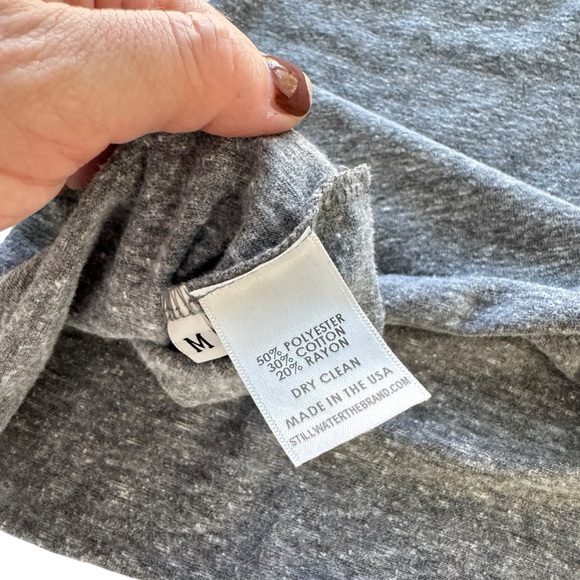 M
50% POLYESTER
30% COTTON
20% RAYON
DRY CLEAN
MADE IN THE USA
STILLWATERTHEBRAND.COM